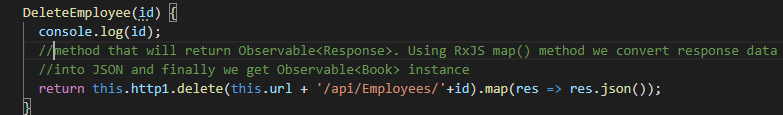 DeleteEmployee(id) {
console.log(id);
//method that will return Observable<Response>. Using RxJS map() method we convert response data
//into JSON and finally we get Observable<Book> instance
return this.http1.delete(this.url + '/api/Employees/'+id).map(res => res.json());
}